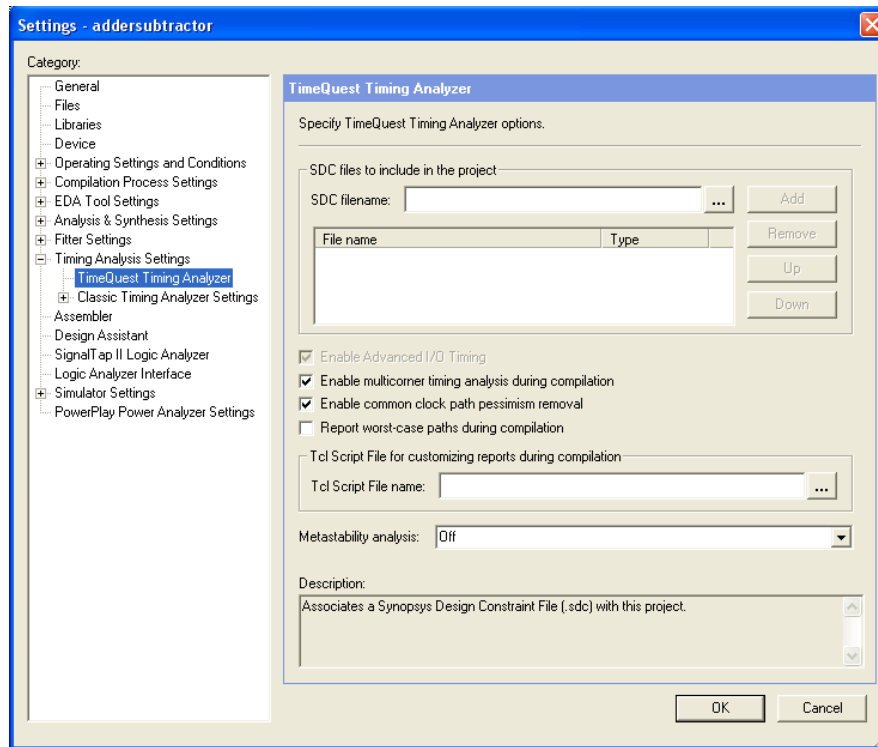 Settings - addersubtractor
Category:
General
Files
Libraries
Device
Operating Settings and Conditions
Compilation Process Settings
EDA Tool Settings
Analysis & Synthesis Settings
Fitter Settings
Timing Analysis Settings
TimeQuest Timing Analyzer
Classic Timing Analyzer Settings
Assembler
Design Assistant
SignalTap II Logic Analyzer
Logic Analyzer Interface
Simulator Settings
PowerPlay Power Analyzer Settings
TimeQuest Timing Analyzer
Specify TimeQuest Timing Analyzer options.
SDC files to include in the project
SDC filename:
...
Add
File name Type
Remove
Up
Down
Enable Advanced I/O Timing
Enable multicorner timing analysis during compilation
Enable common clock path pessimism removal
Report worst-case paths during compilation
Tcl Script File for customizing reports during compilation
Tcl Script File name:
...
Metastability analysis: Off
Description:
Associates a Synopsys Design Constraint File (.sdc) with this project.
OK Cancel